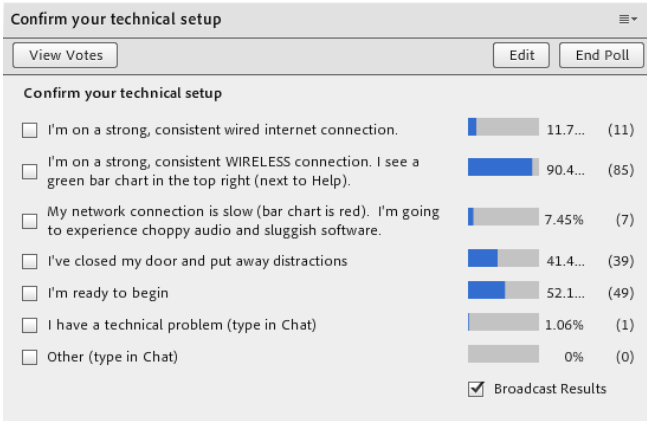 Confirm your technical setup
View Votes Edit End Poll
Confirm your technical setup
I'm on a strong, consistent wired internet connection. 11.7... (11)
I'm on a strong, consistent WIRELESS connection. I see a
green bar chart in the top right (next to Help). 90.4... (85)
My network connection is slow (bar chart is red).  I'm going
to experience choppy audio and sluggish software. 7.45% (7)
I've closed my door and put away distractions 41.4... (39)
I'm ready to begin 52.1... (49)
I have a technical problem (type in Chat) 1.06% (1)
Other (type in Chat) 0% (0)
Broadcast Results